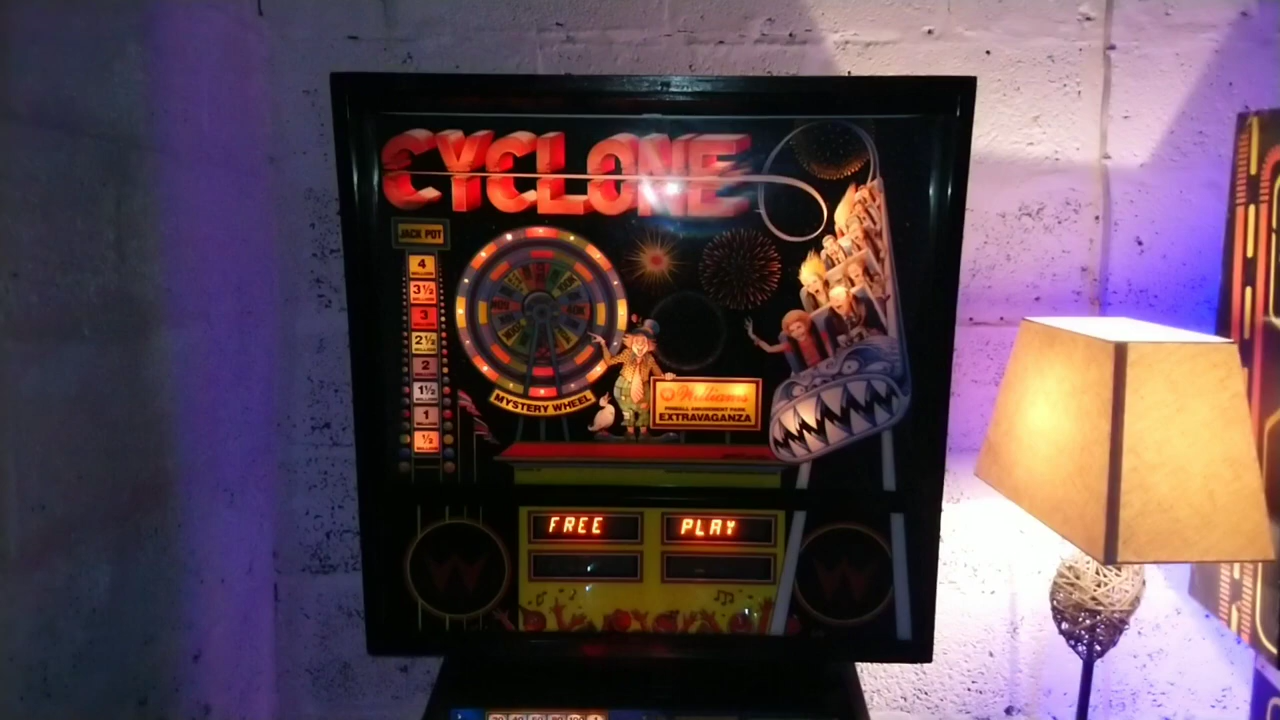 CYCLONE
JACK POT
4
MILLION
3½
MILLION
3
MILLION
2½
MILLION
2
MILLION
1½
MILLION
1
MILLION
½
MILLION
MYSTERY WHEEL
Williams
PINBALL AMUSEMENT PARK
EXTRAVAGANZA
FREE PLAY